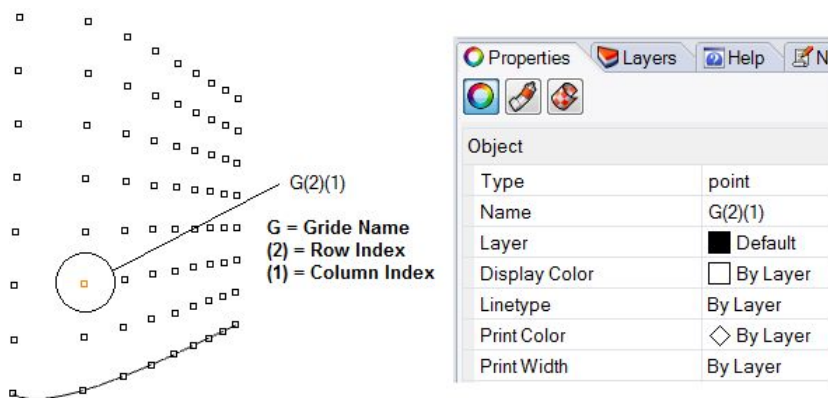 G(2)(1)
G = Gride Name
(2) = Row Index
(1) = Column Index
Properties Layers Help N
Object
Type point
Name G(2)(1)
Layer Default
Display Color By Layer
Linetype By Layer
Print Color By Layer
Print Width By Layer